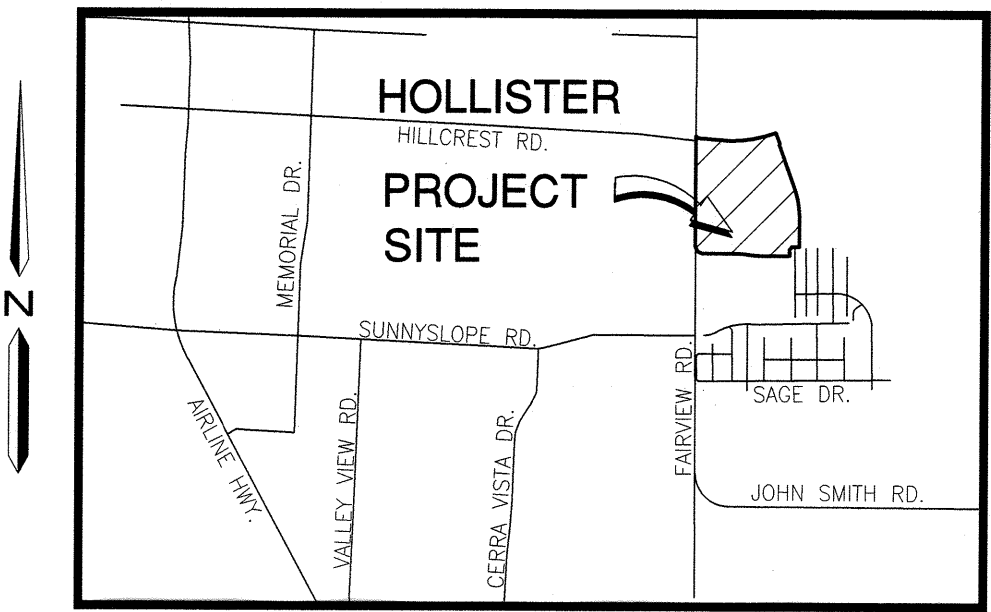 HOLLISTER
HILLCREST RD.
PROJECT
SITE
MEMORIAL DR.
N
SUNNYSLOPE RD.
AIRLINE HWY.
VALLEY VIEW RD.
CERRA VISTA DR.
FAIRVIEW RD.
SAGE DR.
JOHN SMITH RD.